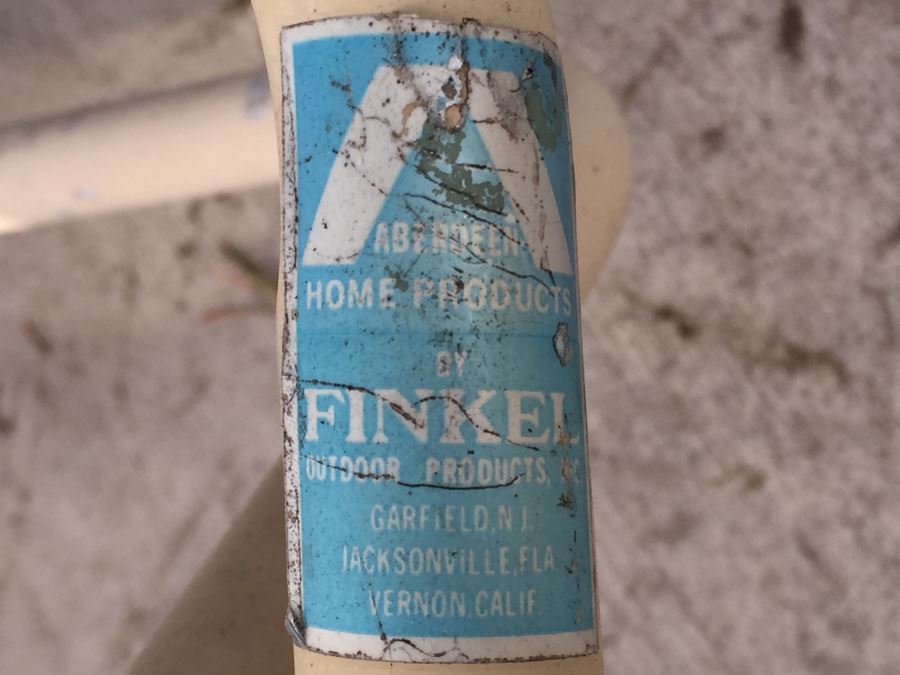 ABERDEEN
HOME PRODUCTS
BY
FINKEL
OUTDOOR PRODUCTS, INC
GARFIELD, N.J.
JACKSONVILLE, FLA
VERNON, CALIF.